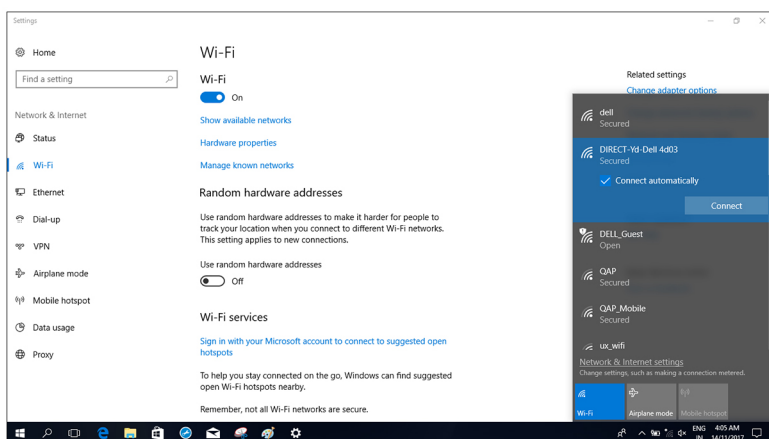 Settings
Home
Find a setting
Network & Internet
Status
Wi-Fi
Ethernet
Dial-up
VPN
Airplane mode
Mobile hotspot
Data usage
Proxy
Wi-Fi
Wi-Fi
On
Show available networks
Hardware properties
Manage known networks
Random hardware addresses
Use random hardware addresses to make it harder for people to
track your location when you connect to different Wi-Fi networks.
This setting applies to new connections.
Use random hardware addresses
Off
Wi-Fi services
Sign in with your Microsoft account to connect to suggested open
hotspots
To help you stay connected on the go, Windows can find suggested
open Wi-Fi hotspots nearby.
Remember, not all Wi-Fi networks are secure.
Related settings
Change adapter options
dell
Secured
DIRECT-Yd-Dell 4d03
Secured
Connect automatically
Connect
DELL_Guest
Open
QAP
Secured
QAP_Mobile
Secured
ux_wifi
Network & Internet settings
Change settings, such as making a connection metered.
Wi-Fi
Airplane mode
Mobile hotspot
ENG
IN
4:05 AM
14/11/2017